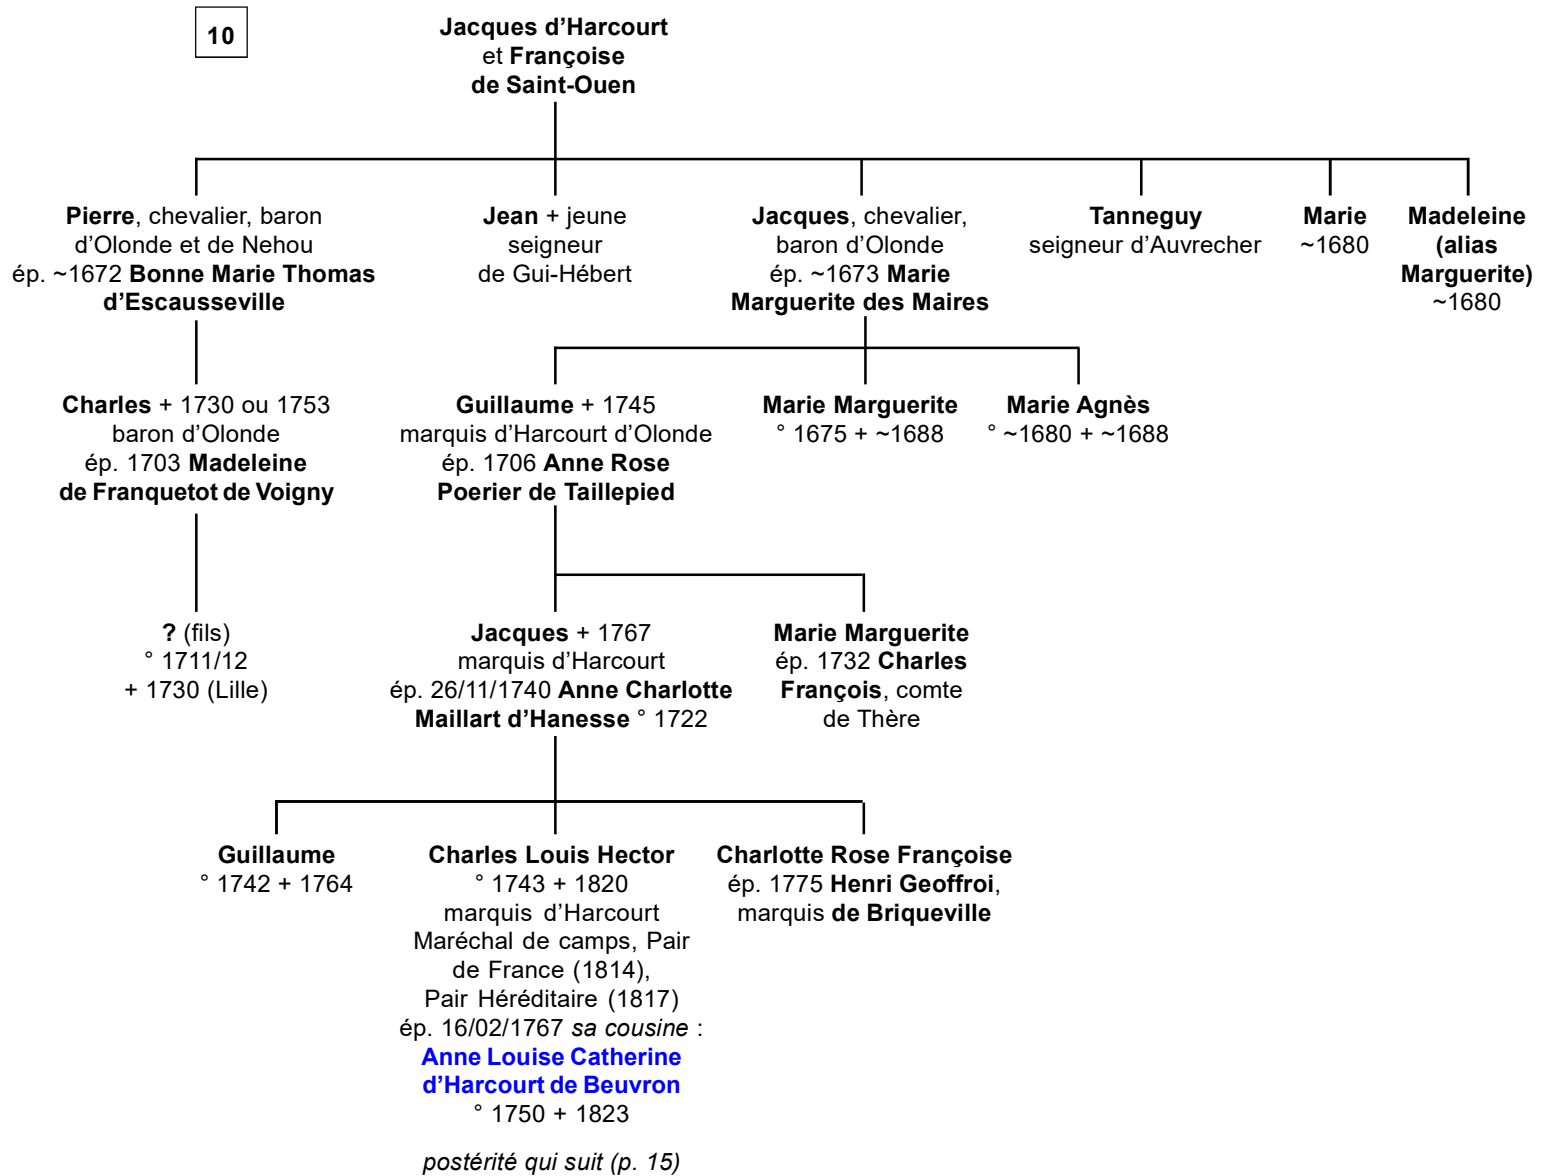 10
Jacques d’Harcourt
et Françoise
de Saint-Ouen
Pierre, chevalier, baron
d'Olonde et de Nehou
ép. ~1672 Bonne Marie Thomas
d’Escausseville
Jean + jeune
seigneur
de Gui-Hébert
Jacques, chevalier,
baron d'Olonde
ép. ~1673 Marie
Marguerite des Maires
Tanneguy
seigneur d’Auvrecher
Marie
~1680
Madeleine
(alias
Marguerite)
~1680
Charles + 1730 ou 1753
baron d'Olonde
ép. 1703 Madeleine
de Franquetot de Voigny
Guillaume + 1745
marquis d'Harcourt d'Olonde
ép. 1706 Anne Rose
Poerier de Taillepied
Marie Marguerite
° 1675 + ~1688
Marie Agnès
° ~1680 + ~1688
? (fils)
° 1711/12
+ 1730 (Lille)
Jacques + 1767
marquis d’Harcourt
ép. 26/11/1740 Anne Charlotte
Maillart d’Hanesse ° 1722
Marie Marguerite
ép. 1732 Charles
François, comte
de Thère
Guillaume
° 1742 + 1764
Charles Louis Hector
° 1743 + 1820
marquis d’Harcourt
Maréchal de camps, Pair
de France (1814),
Pair Héréditaire (1817)
ép. 16/02/1767 sa cousine :
Anne Louise Catherine
d’Harcourt de Beuvron
° 1750 + 1823
postérité qui suit (p. 15)
Charlotte Rose Françoise
ép. 1775 Henri Geoffroi,
marquis de Briqueville